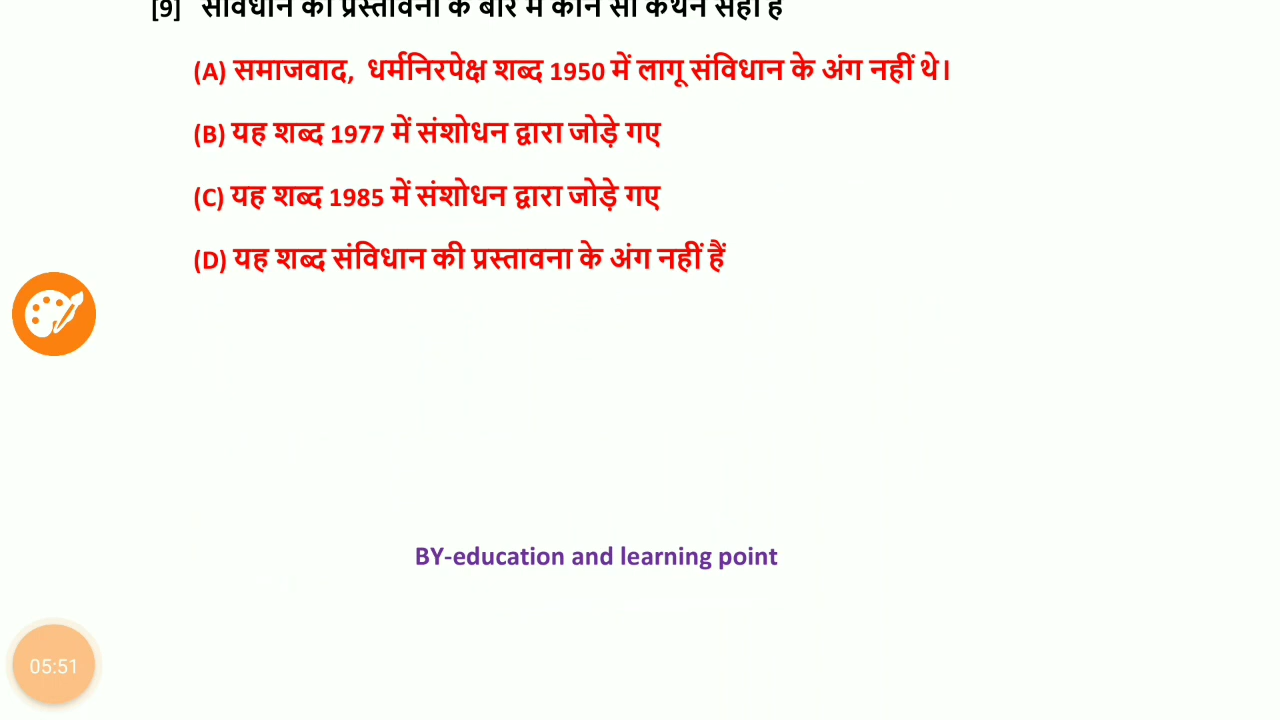 [9] संविधान की प्रस्तावना के बारे में कौन सा कथन सही है
(A) समाजवाद, धर्मनिरपेक्ष शब्द 1950 में लागू संविधान के अंग नहीं थे।
(B) यह शब्द 1977 में संशोधन द्वारा जोड़े गए
(C) यह शब्द 1985 में संशोधन द्वारा जोड़े गए
(D) यह शब्द संविधान की प्रस्तावना के अंग नहीं हैं
BY-education and learning point
05:51